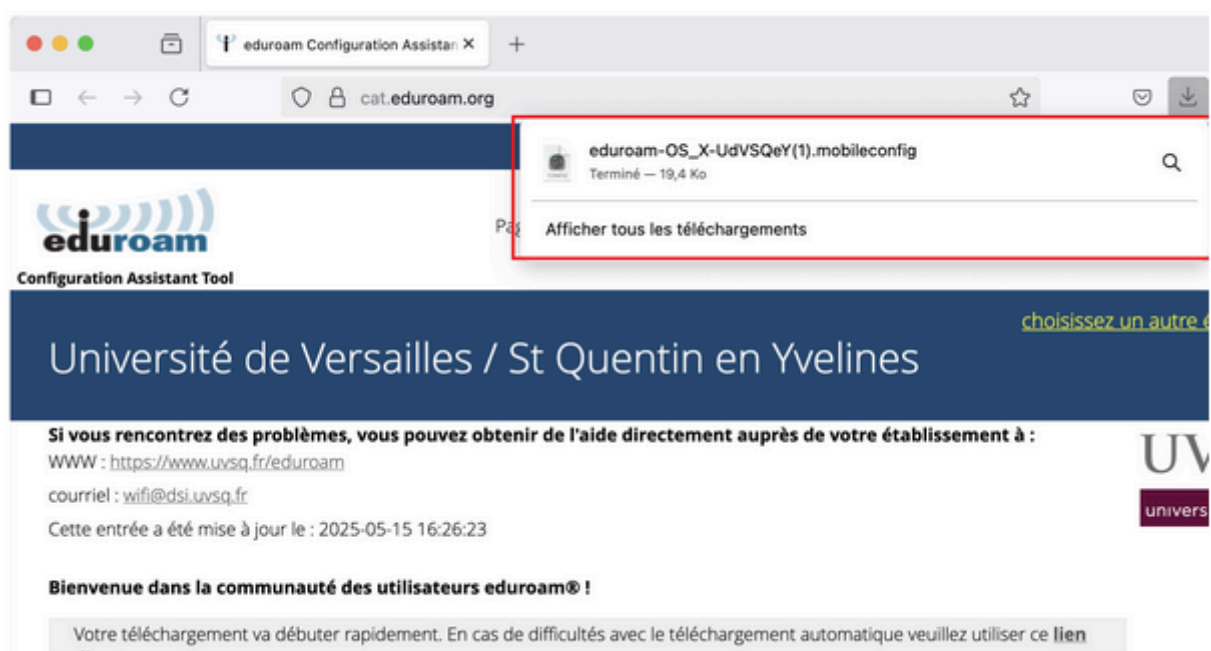 eduroam Configuration Assistan
cat.eduroam.org
eduroam-OS_X-UdVSQeY(1).mobileconfig
Terminé — 19,4 Ko
Afficher tous les téléchargements
eduroam
Configuration Assistant Tool
choisissez un autre
Université de Versailles / St Quentin en Yvelines
Si vous rencontrez des problèmes, vous pouvez obtenir de l'aide directement auprès de votre établissement à :
WWW : https://www.uvsq.fr/eduroam
courriel : wifi@dsi.uvsq.fr
Cette entrée a été mise à jour le : 2025-05-15 16:26:23
UV
univers
Bienvenue dans la communauté des utilisateurs eduroam® !
Votre téléchargement va débuter rapidement. En cas de difficultés avec le téléchargement automatique veuillez utiliser ce lien